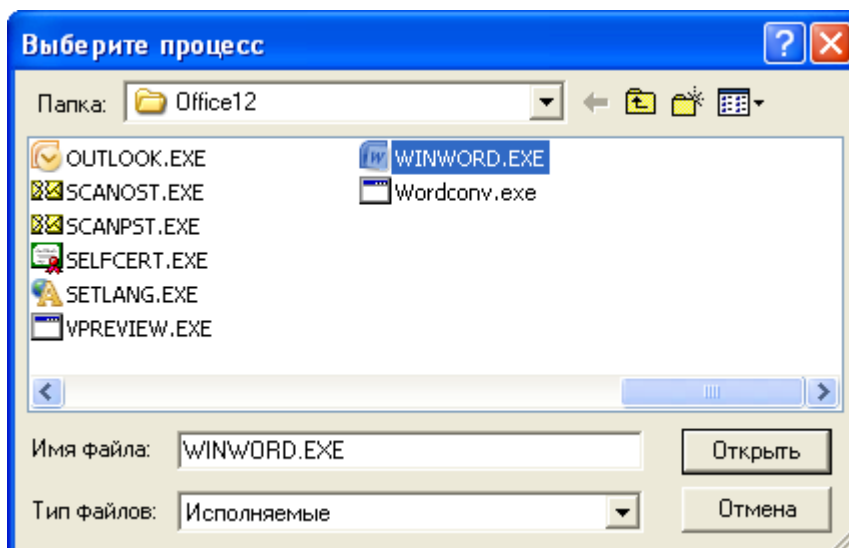 Выберите процесс
Папка: Office12
OUTLOOK.EXE
SCANOST.EXE
SCANPST.EXE
SELFCERT.EXE
SETLANG.EXE
VPREVIEW.EXE
WINWORD.EXE
Wordconv.exe
Имя файла: WINWORD.EXE
Открыть
Тип файлов: Исполняемые
Отмена